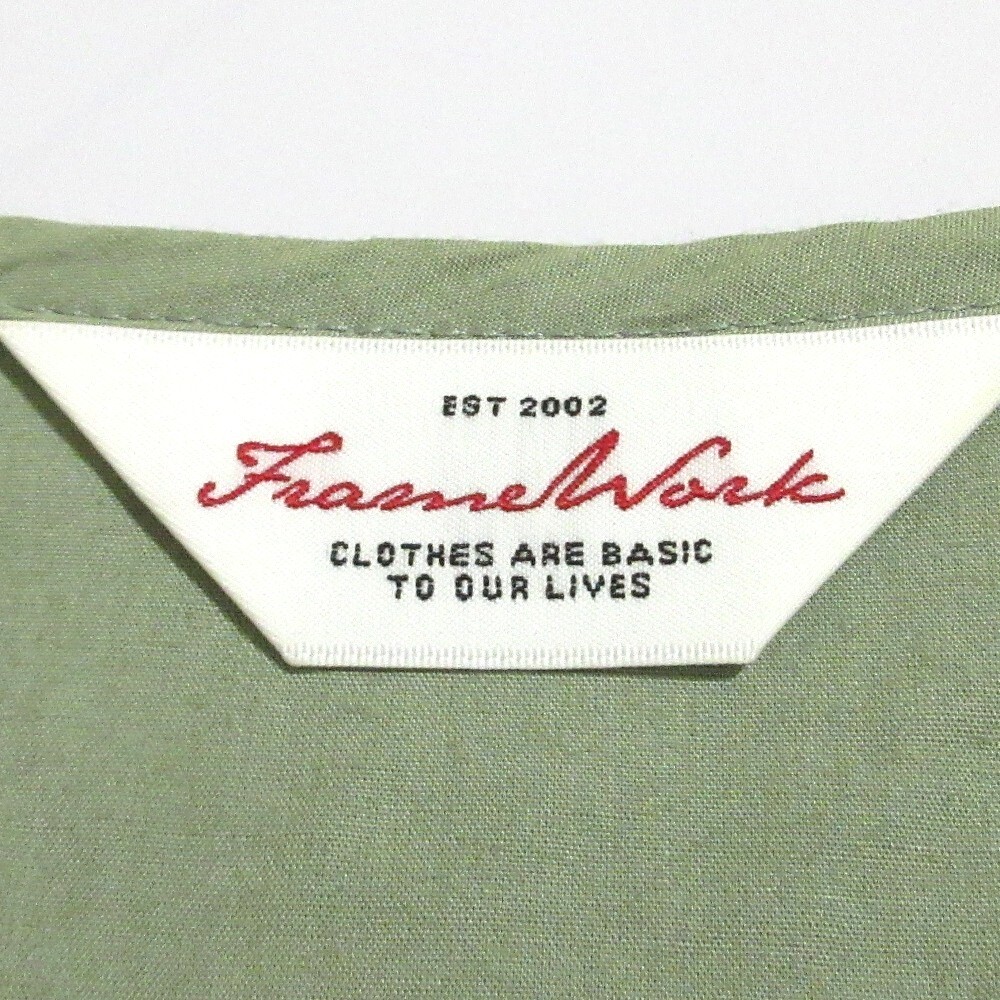 EST 2002
FrameWork
CLOTHES ARE BASIC
TO OUR LIVES